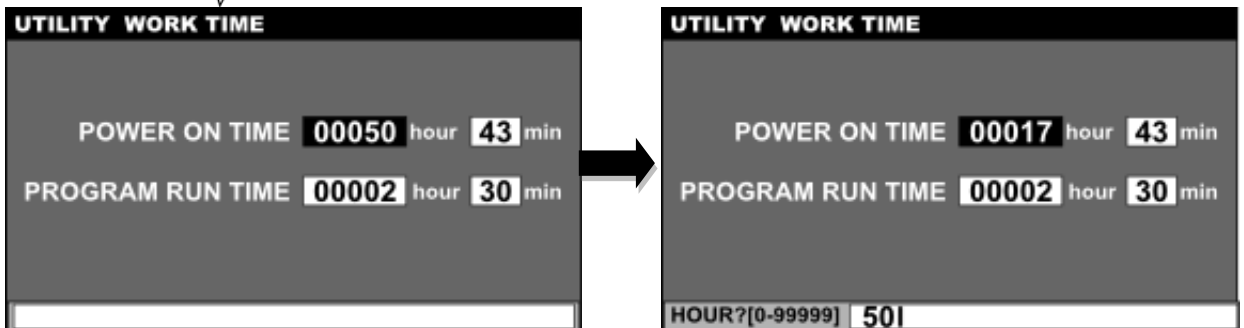 UTILITY WORK TIME
POWER ON TIME 00050 hour 43 min
PROGRAM RUN TIME 00002 hour 30 min
UTILITY WORK TIME
POWER ON TIME 00017 hour 43 min
PROGRAM RUN TIME 00002 hour 30 min
HOUR?[0-99999] 50